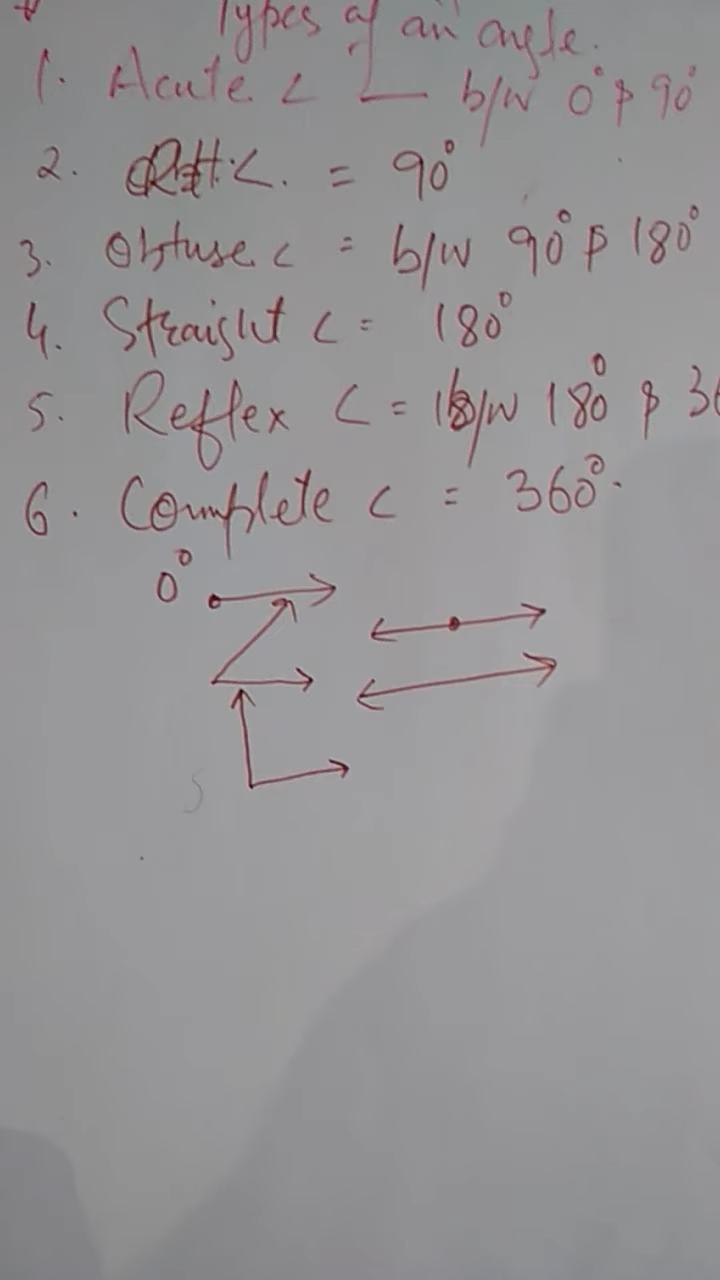 Types of an angle.
1. Acute ∠ b/w 0° & 90°
2. Rt. ∠. = 90°
3. Obtuse ∠ = b/w 90° & 180°
4. Straight ∠ = 180°
5. Reflex ∠ = b/w 180° & 36
6. Complete ∠ = 360°.
0°